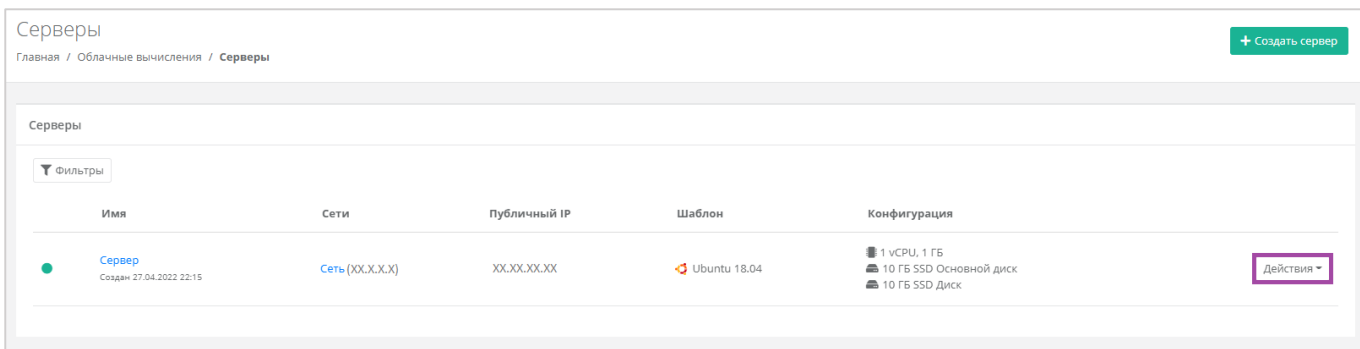 Серверы
+ Создать сервер
Главная / Облачные вычисления / Серверы
Серверы
Фильтры
Имя Сети Публичный IP Шаблон Конфигурация
Сервер
Создан 27.04.2022 22:15
Сеть (XX.X.X.X)
XX.XX.XX.XX
Ubuntu 18.04
1 vCPU, 1 ГБ
10 ГБ SSD Основной диск
10 ГБ SSD Диск
Действия